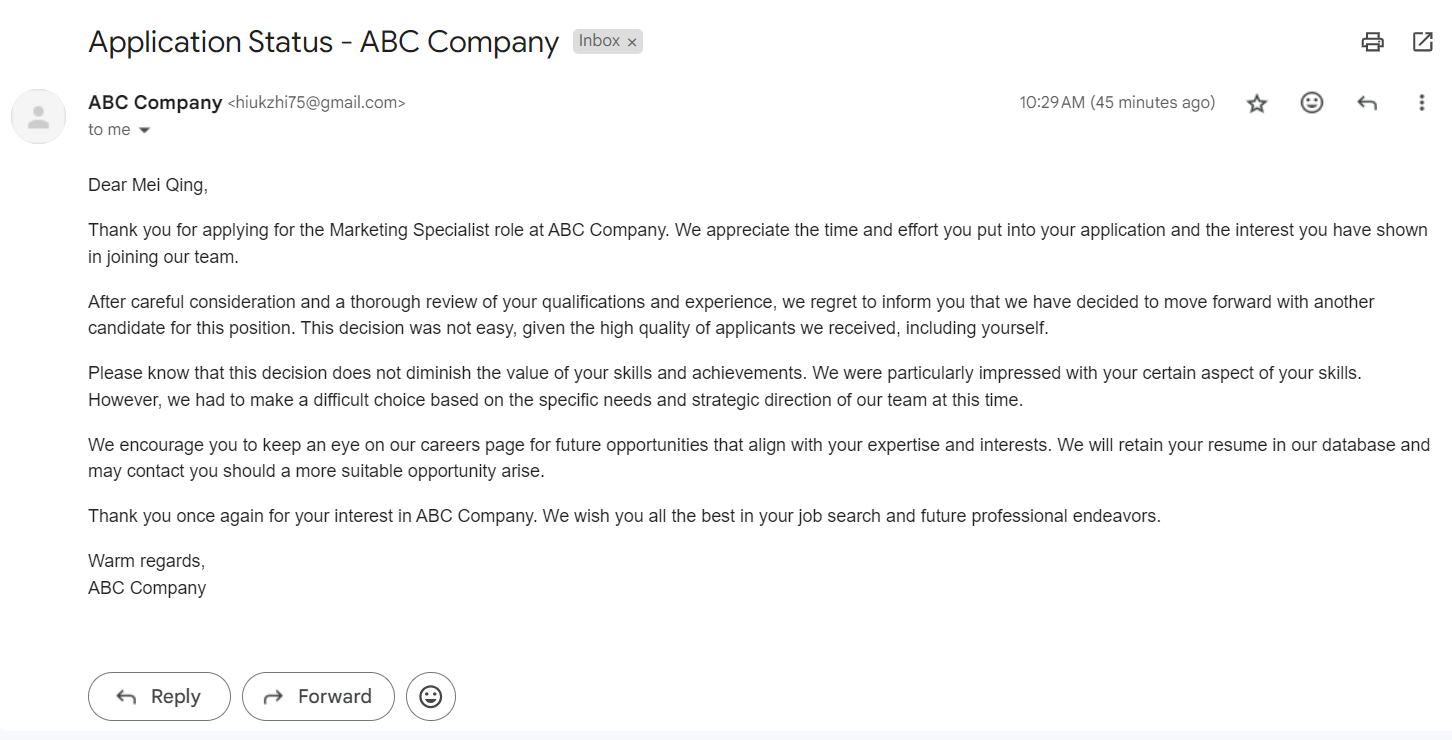 Application Status - ABC Company Inbox ×
ABC Company <hiukzhi75@gmail.com> 10:29 AM (45 minutes ago)
to me
Dear Mei Qing,
Thank you for applying for the Marketing Specialist role at ABC Company. We appreciate the time and effort you put into your application and the interest you have shown
in joining our team.
After careful consideration and a thorough review of your qualifications and experience, we regret to inform you that we have decided to move forward with another
candidate for this position. This decision was not easy, given the high quality of applicants we received, including yourself.
Please know that this decision does not diminish the value of your skills and achievements. We were particularly impressed with your certain aspect of your skills.
However, we had to make a difficult choice based on the specific needs and strategic direction of our team at this time.
We encourage you to keep an eye on our careers page for future opportunities that align with your expertise and interests. We will retain your resume in our database and
may contact you should a more suitable opportunity arise.
Thank you once again for your interest in ABC Company. We wish you all the best in your job search and future professional endeavors.
Warm regards,
ABC Company
Reply Forward